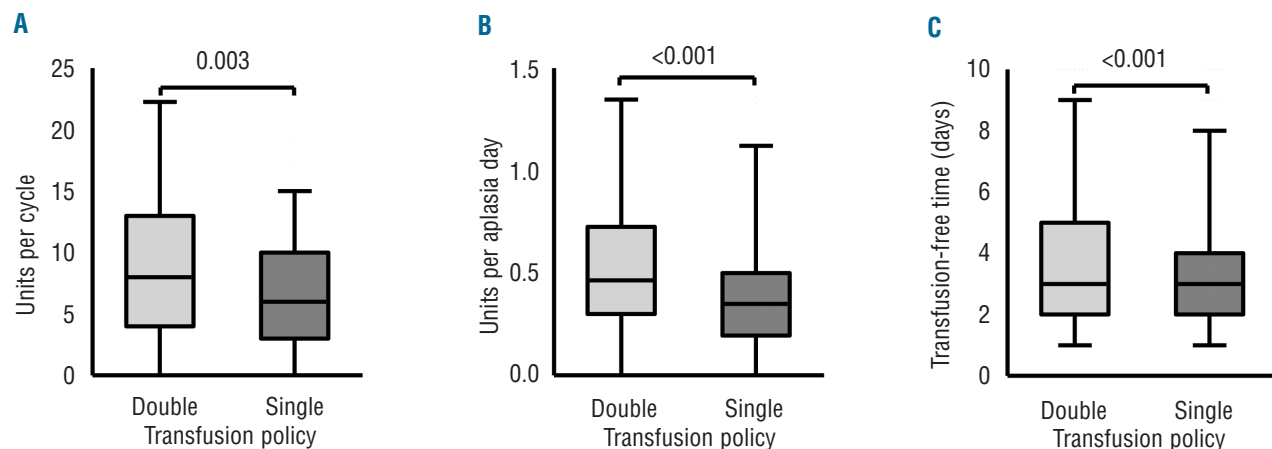 A
Units per cycle
25
20
15
10
5
0
0.003
Double Single
Transfusion policy
B
Units per aplasia day
1.5
1.0
0.5
0.0
<0.001
Double Single
Transfusion policy
C
Transfusion-free time (days)
10
8
6
4
2
0
<0.001
Double Single
Transfusion policy